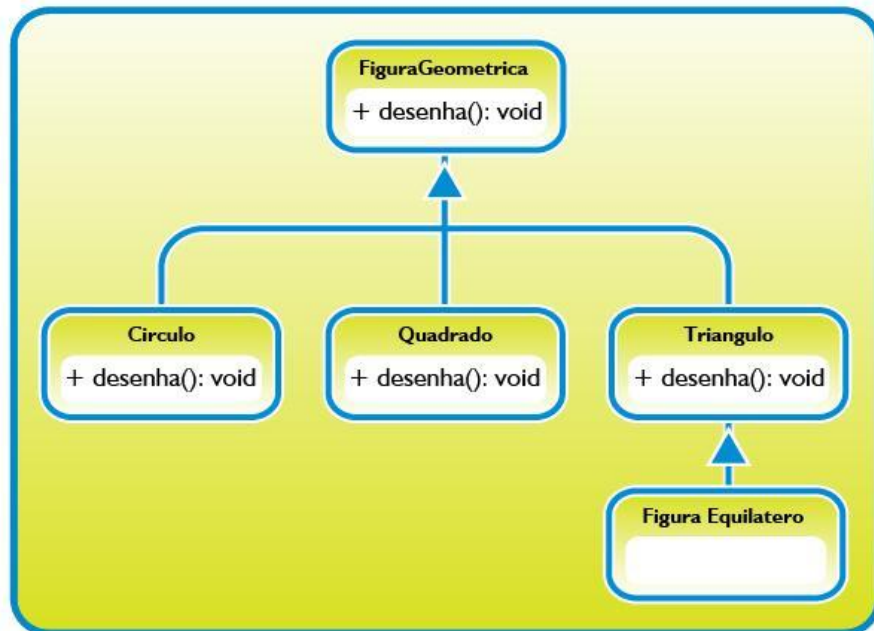 FiguraGeometrica
+ desenha(): void
Circulo
+ desenha(): void
Quadrado
+ desenha(): void
Triangulo
+ desenha(): void
Figura Equilatero